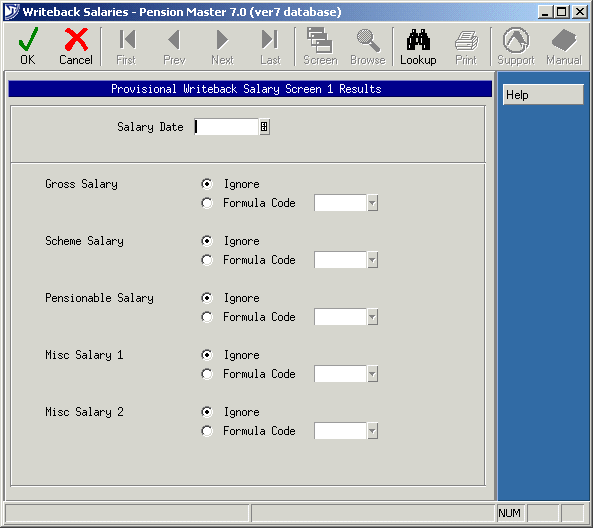 Writeback Salaries - Pension Master 7.0 (ver7 database)
OK Cancel First Prev Next Last Screen Browse Lookup Print Support Manual
Provisional Writeback Salary Screen 1 Results
Help
Salary Date
Gross Salary Ignore
Formula Code
Scheme Salary Ignore
Formula Code
Pensionable Salary Ignore
Formula Code
Misc Salary 1 Ignore
Formula Code
Misc Salary 2 Ignore
Formula Code
NUM